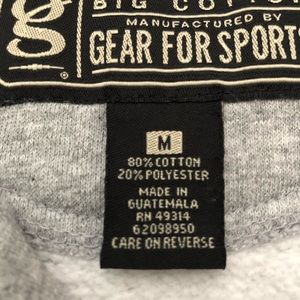 BIG COTTON
MANUFACTURED BY
GEAR FOR SPORTS
®
M
80% COTTON
20% POLYESTER
MADE IN
GUATEMALA
RN 49314
62098950
CARE ON REVERSE